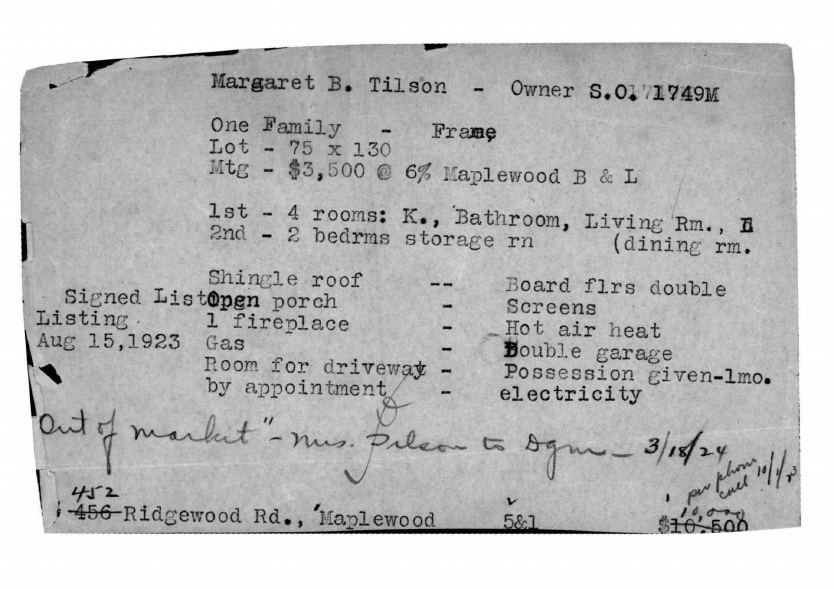 Margaret B. Tilson - Owner S.O. 1749M
One Family - Frame
Lot - 75 x 130
Mtg - $3,500 @ 6% Maplewood B & L
1st - 4 rooms: K., Bathroom, Living Rm.,
2nd - 2 bedrms storage rn (dining rm.
Shingle roof -- Board flrs double
Signed List Open porch - Screens
Listing 1 fireplace - Hot air heat
Aug 15,1923 Gas - Double garage
Room for driveway - Possession given-1mo.
by appointment - electricity
Out of market" - Mrs. Tilson to Dgm - 3/18/24
per phone
call 10/1/23
452 10,000
456 Ridgewood Rd., Maplewood 5&1 $10,500